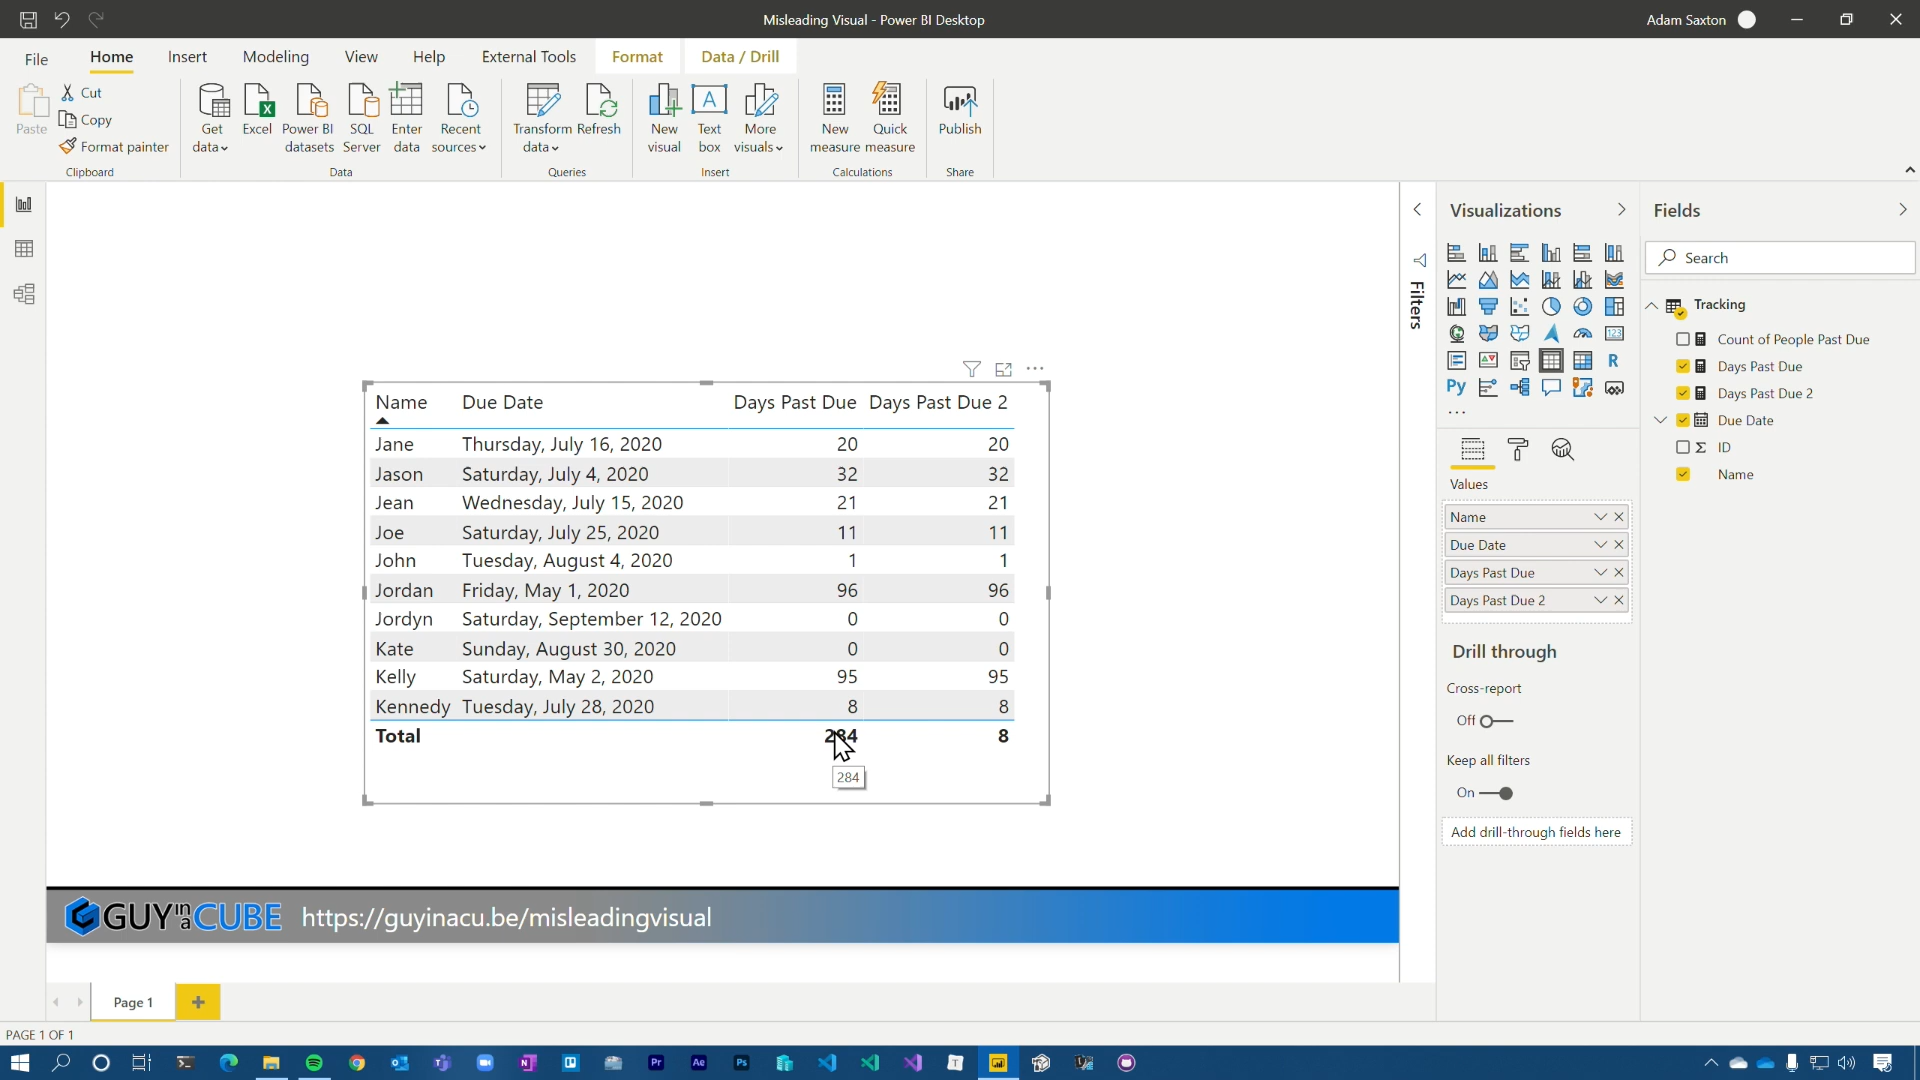 Misleading Visual - Power BI Desktop
Adam Saxton
File Home Insert Modeling View Help External Tools Format Data / Drill
Paste
Cut
Copy
Format painter
Clipboard
Get data
Excel
Power BI datasets
SQL Server
Enter data
Recent sources
Data
Transform data
Refresh
Queries
New visual
Text box
More visuals
Insert
New measure
Quick measure
Calculations
Publish
Share
Name Due Date Days Past Due Days Past Due 2
Jane Thursday, July 16, 2020 20 20
Jason Saturday, July 4, 2020 32 32
Jean Wednesday, July 15, 2020 21 21
Joe Saturday, July 25, 2020 11 11
John Tuesday, August 4, 2020 1 1
Jordan Friday, May 1, 2020 96 96
Jordyn Saturday, September 12, 2020 0 0
Kate Sunday, August 30, 2020 0 0
Kelly Saturday, May 2, 2020 95 95
Kennedy Tuesday, July 28, 2020 8 8
Total 284 8
284
GUY in a CUBE https://guyinacu.be/misleadingvisual
Page 1
PAGE 1 OF 1
Filters
Visualizations
123
R
Py
Values
Name
Due Date
Days Past Due
Days Past Due 2
Drill through
Cross-report
Off
Keep all filters
On
Add drill-through fields here
Fields
Search
Tracking
Count of People Past Due
Days Past Due
Days Past Due 2
Due Date
Σ ID
Name
Pr
Ae
Ps